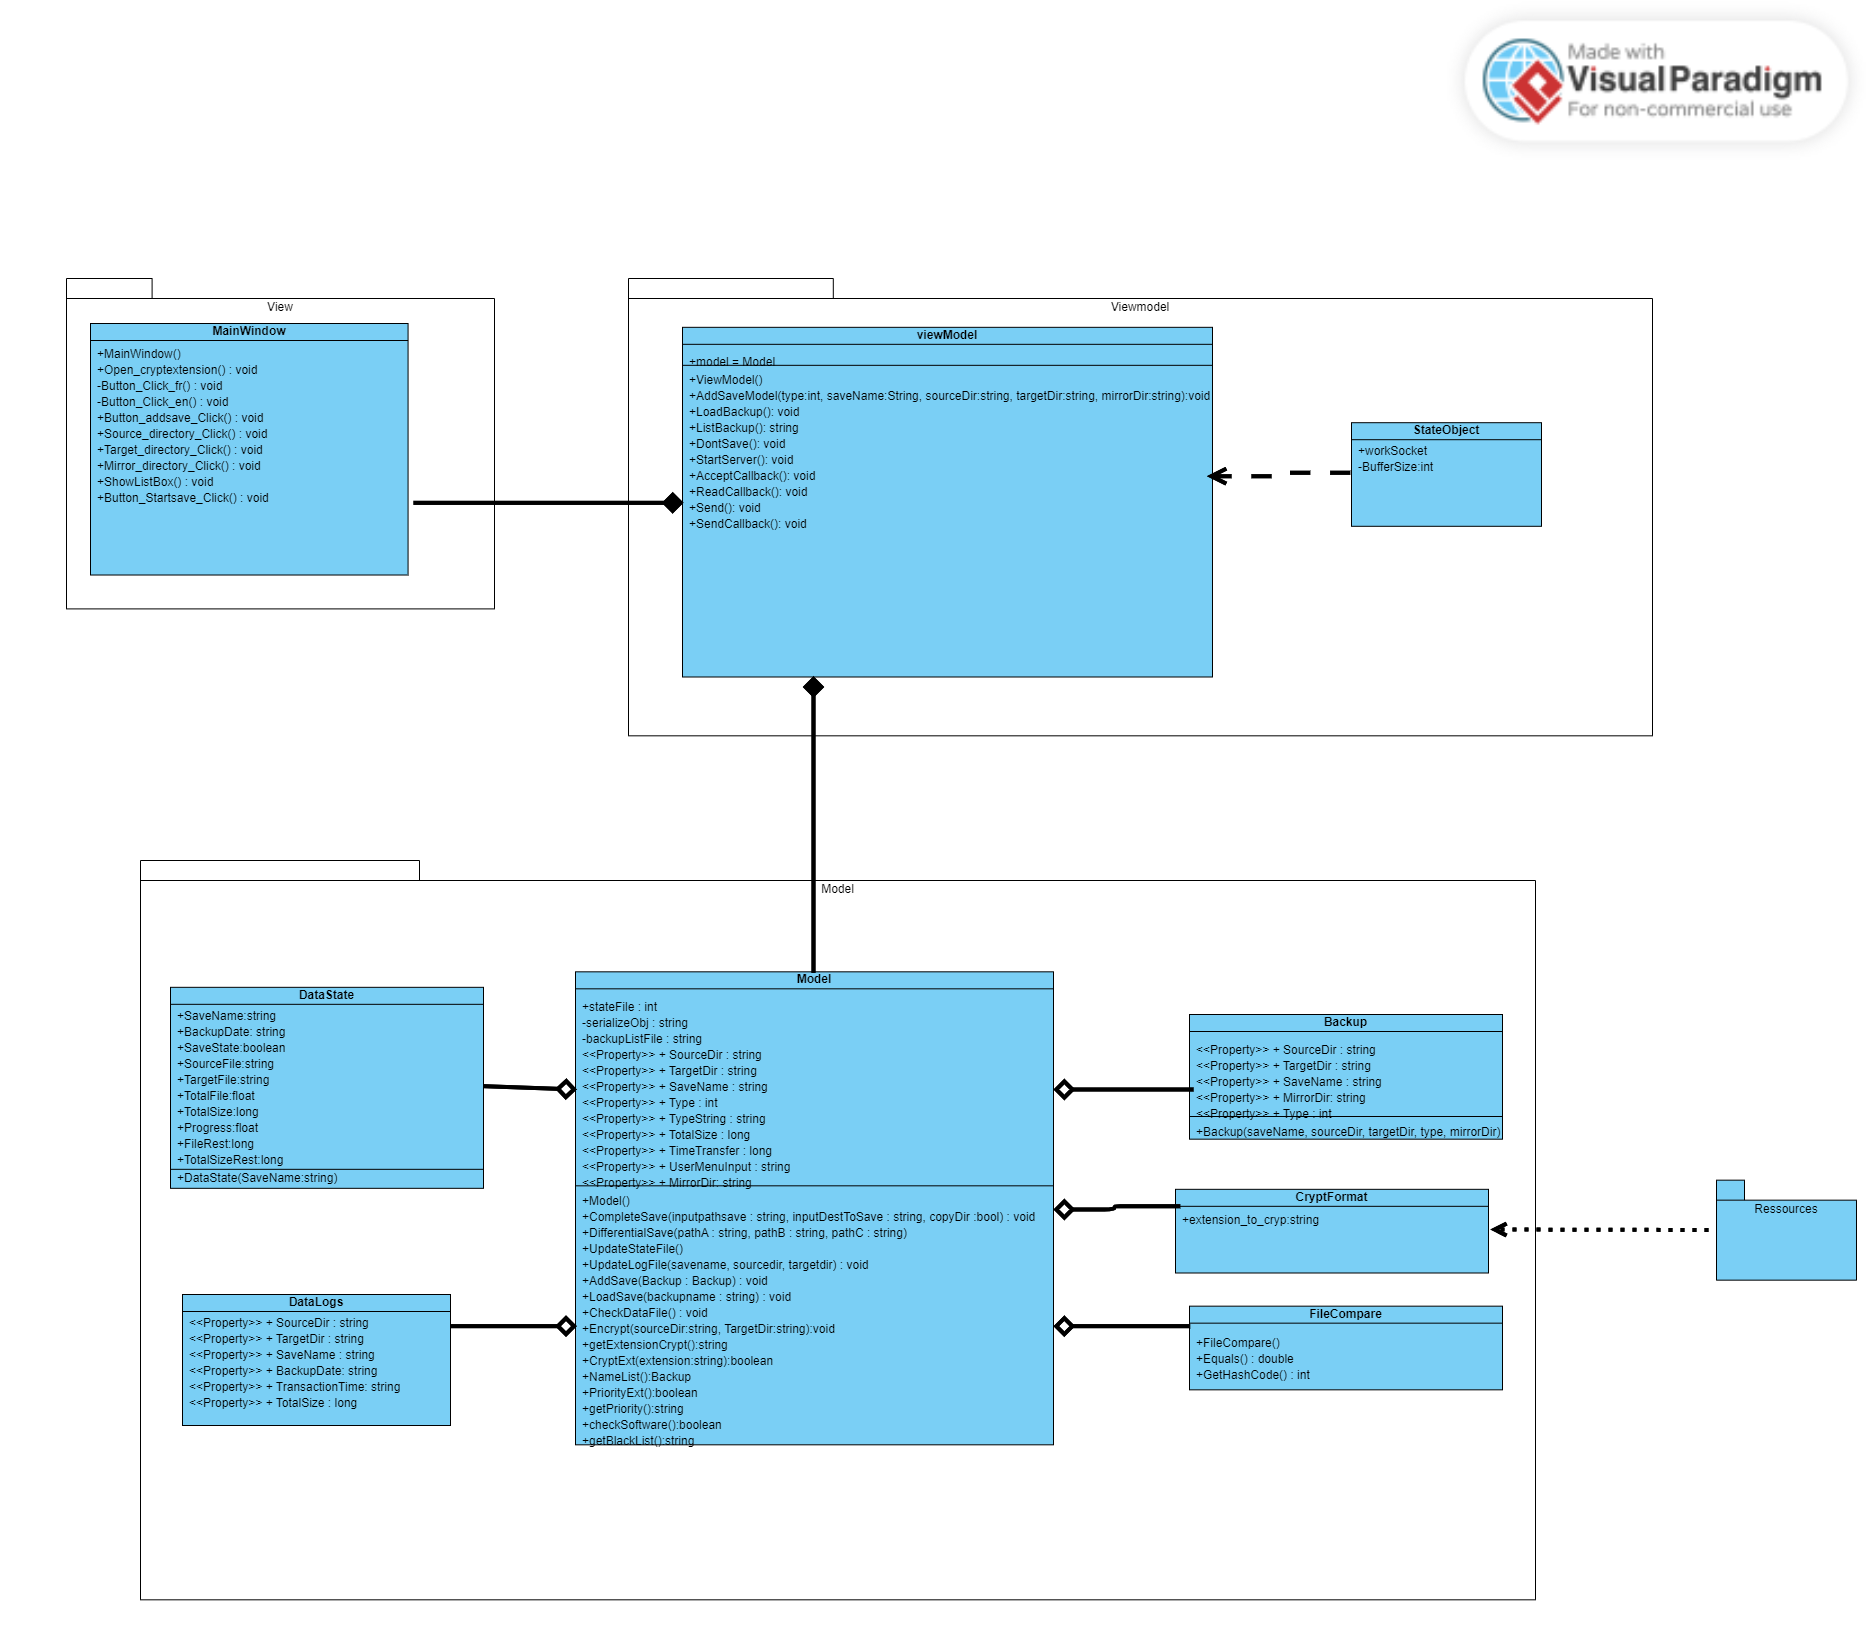 Made with
Visual Paradigm
For non-commercial use
View
MainWindow
+MainWindow()
+Open_cryptextension() : void
-Button_Click_fr() : void
-Button_Click_en() : void
+Button_addsave_Click() : void
+Source_directory_Click() : void
+Target_directory_Click() : void
+Mirror_directory_Click() : void
+ShowListBox() : void
+Button_Startsave_Click() : void
Viewmodel
viewModel
+model = Model
+ViewModel()
+AddSaveModel(type:int, saveName:String, sourceDir:string, targetDir:string, mirrorDir:string):void
+LoadBackup(): void
+ListBackup(): string
+DontSave(): void
+StartServer(): void
+AcceptCallback(): void
+ReadCallback(): void
+Send(): void
+SendCallback(): void
StateObject
+workSocket
-BufferSize:int
Model
DataState
+SaveName:string
+BackupDate: string
+SaveState:boolean
+SourceFile:string
+TargetFile:string
+TotalFile:float
+TotalSize:long
+Progress:float
+FileRest:long
+TotalSizeRest:long
+DataState(SaveName:string)
DataLogs
<<Property>> + SourceDir : string
<<Property>> + TargetDir : string
<<Property>> + SaveName : string
<<Property>> + BackupDate: string
<<Property>> + TransactionTime: string
<<Property>> + TotalSize : long
Model
+stateFile : int
-serializeObj : string
-backupListFile : string
<<Property>> + SourceDir : string
<<Property>> + TargetDir : string
<<Property>> + SaveName : string
<<Property>> + Type : int
<<Property>> + TypeString : string
<<Property>> + TotalSize : long
<<Property>> + TimeTransfer : long
<<Property>> + UserMenuInput : string
<<Property>> + MirrorDir: string
+Model()
+CompleteSave(inputpathsave : string, inputDestToSave : string, copyDir :bool) : void
+DifferentialSave(pathA : string, pathB : string, pathC : string)
+UpdateStateFile()
+UpdateLogFile(savename, sourcedir, targetdir) : void
+AddSave(Backup : Backup) : void
+LoadSave(backupname : string) : void
+CheckDataFile() : void
+Encrypt(sourceDir:string, TargetDir:string):void
+getExtensionCrypt():string
+CryptExt(extension:string):boolean
+NameList():Backup
+PriorityExt():boolean
+getPriority():string
+checkSoftware():boolean
+getBlackList():string
Backup
<<Property>> + SourceDir : string
<<Property>> + TargetDir : string
<<Property>> + SaveName : string
<<Property>> + MirrorDir: string
<<Property>> + Type : int
+Backup(saveName, sourceDir, targetDir, type, mirrorDir)
CryptFormat
+extension_to_cryp:string
FileCompare
+FileCompare()
+Equals() : double
+GetHashCode() : int
Ressources